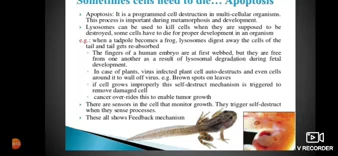 Sometimes cells need to die… Apoptosis
Apoptosis: It is a programmed cell destruction in multi-cellular organisms.
This process is important during metamorphosis and development.
Lysosomes can be used to kill cells when they are supposed to be
destroyed, some cells have to die for proper development in an organism
e.g.: when a tadpole becomes a frog, lysosomes digest away the cells of the
tail and tail gets re-absorbed
The fingers of a human embryo are at first webbed, but they are free
from one another as a result of lysosomal degradation during fetal
development.
In case of plants, virus infected plant cell auto-destructs and even cells
around it to wall off virus. e.g. Brown spots on leaves
if cell grows improperly this self-destruct mechanism is triggered to
remove damaged cell
cancer over-rides this to enable tumor growth
There are sensors in the cell that monitor growth. They trigger self-destruct
when they sense processes.
These all shows Feedback mechanism
V RECORDER